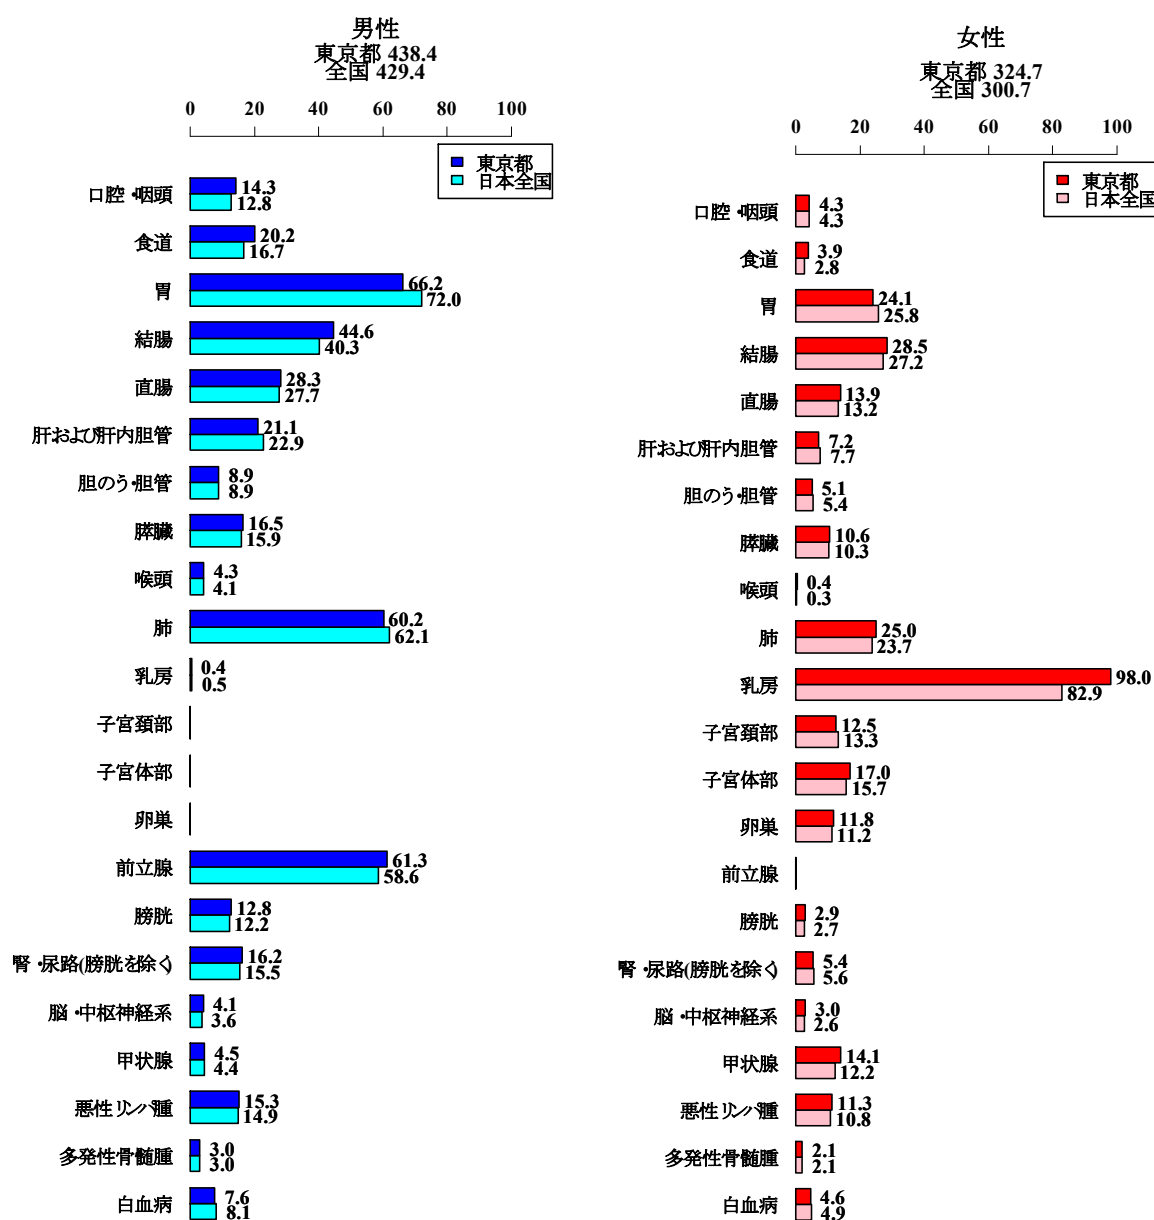 男性
東京都 438.4
全国 429.4
0 20 40 60 80 100
東京都
日本全国
口腔・咽頭 14.3
12.8
食道 20.2
16.7
胃 66.2
72.0
結腸 44.6
40.3
直腸 28.3
27.7
肝および肝内胆管 21.1
22.9
胆のう・胆管 8.9
8.9
膵臓 16.5
15.9
喉頭 4.3
4.1
肺 60.2
62.1
乳房 0.4
0.5
子宮頚部
子宮体部
卵巣
前立腺 61.3
58.6
膀胱 12.8
12.2
腎・尿路(膀胱を除く) 16.2
15.5
脳・中枢神経系 4.1
3.6
甲状腺 4.5
4.4
悪性リンパ腫 15.3
14.9
多発性骨髄腫 3.0
3.0
白血病 7.6
8.1
女性
東京都 324.7
全国 300.7
0 20 40 60 80 100
東京都
日本全国
口腔・咽頭 4.3
4.3
食道 3.9
2.8
胃 24.1
25.8
結腸 28.5
27.2
直腸 13.9
13.2
肝および肝内胆管 7.2
7.7
胆のう・胆管 5.1
5.4
膵臓 10.6
10.3
喉頭 0.4
0.3
肺 25.0
23.7
乳房 98.0
82.9
子宮頚部 12.5
13.3
子宮体部 17.0
15.7
卵巣 11.8
11.2
前立腺
膀胱 2.9
2.7
腎・尿路(膀胱を除く) 5.4
5.6
脳・中枢神経系 3.0
2.6
甲状腺 14.1
12.2
悪性リンパ腫 11.3
10.8
多発性骨髄腫 2.1
2.1
白血病 4.6
4.9